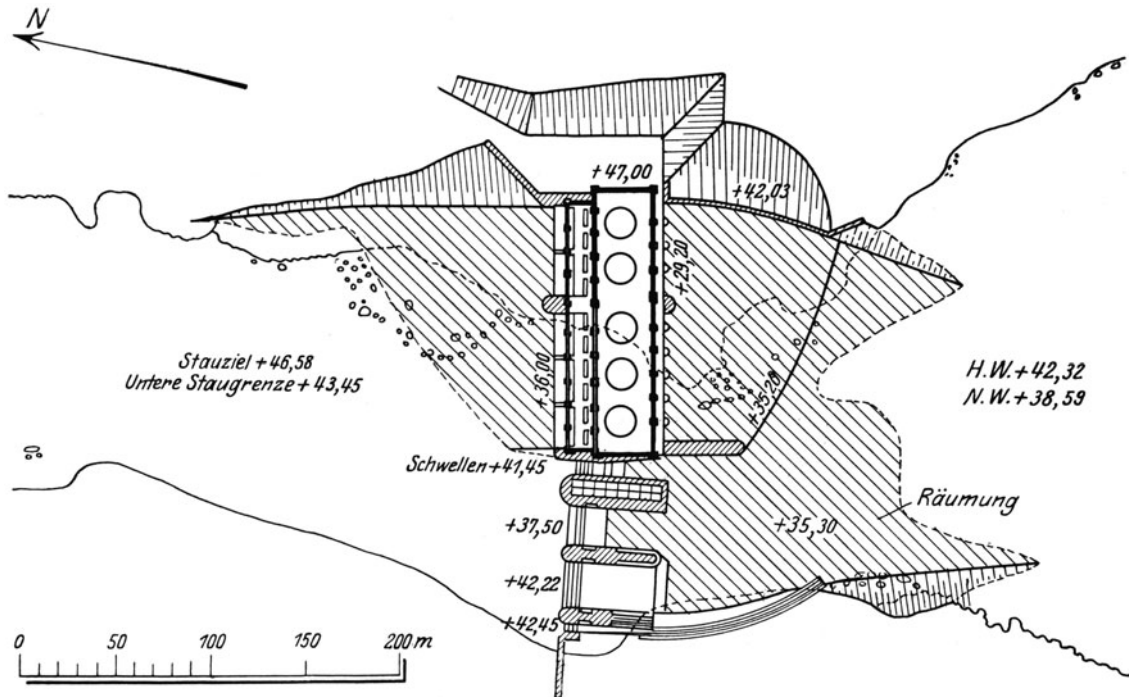 N
+47,00
+42,03
+29,20
Stauziel +46,58
Untere Staugrenze +43,45
+36,00
+35.28
H.W. +42,32
N.W. +38,59
Schwellen +41,45
Räumung
+37,50
+35,30
+42,22
+42,45
0 50 100 150 200 m